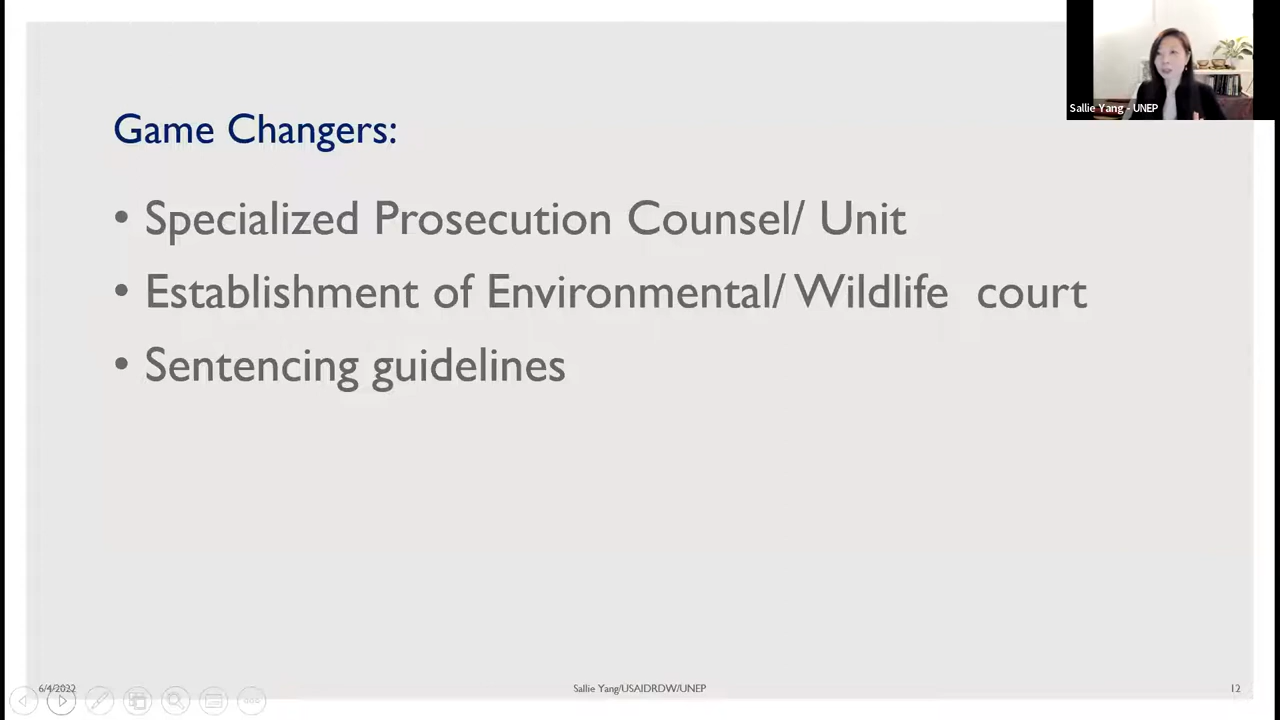 Sallie Yang - UNEP
Game Changers:
• Specialized Prosecution Counsel/ Unit
• Establishment of Environmental/ Wildlife  court
• Sentencing guidelines
6/4/2022
Sallie Yang/USAIDRDW/UNEP
12